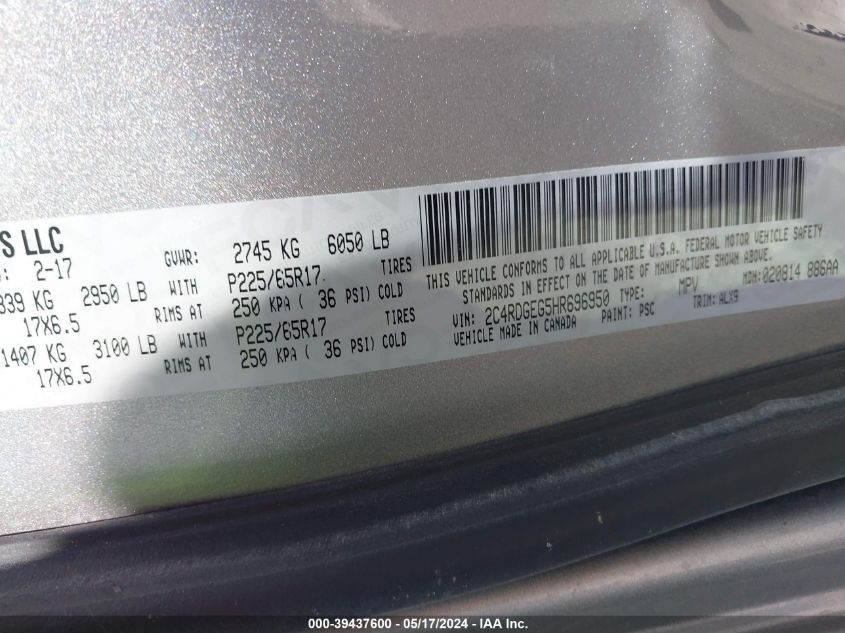 S LLC
: 2-17
GVWR: 2745 KG 6050 LB
339 KG 2950 LB WITH P225/65R17 TIRES
17X6.5 RIMS AT 250 KPA ( 36 PSI) COLD
1407 KG 3100 LB WITH P225/65R17 TIRES
17X6.5 RIMS AT 250 KPA ( 36 PSI) COLD
THIS VEHICLE CONFORMS TO ALL APPLICABLE U.S.A. FEDERAL MOTOR VEHICLE SAFETY
STANDARDS IN EFFECT ON THE DATE OF MANUFACTURE SHOWN ABOVE.
VIN: 2C4RDGEG5HR696950 TYPE: MPV MDH: 020814 886AA
VEHICLE MADE IN CANADA PAINT: PSC TRIM: ALX9
000-39437600 - 05/17/2024 - IAA Inc.